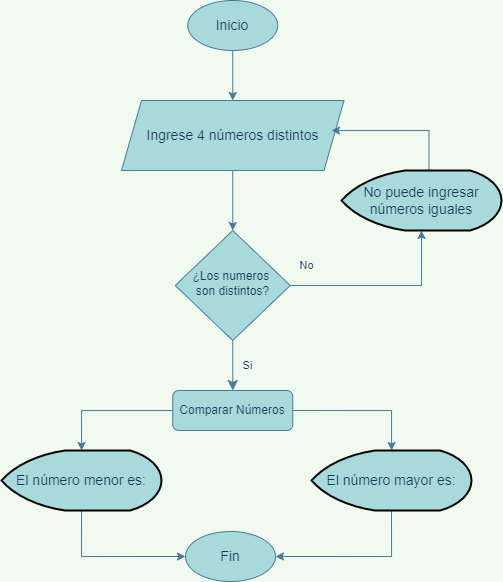 Inicio
Ingrese 4 números distintos
No puede ingresar
números iguales
¿Los numeros
son distintos?
No
Si
Comparar Números
El número menor es:
El número mayor es:
Fin